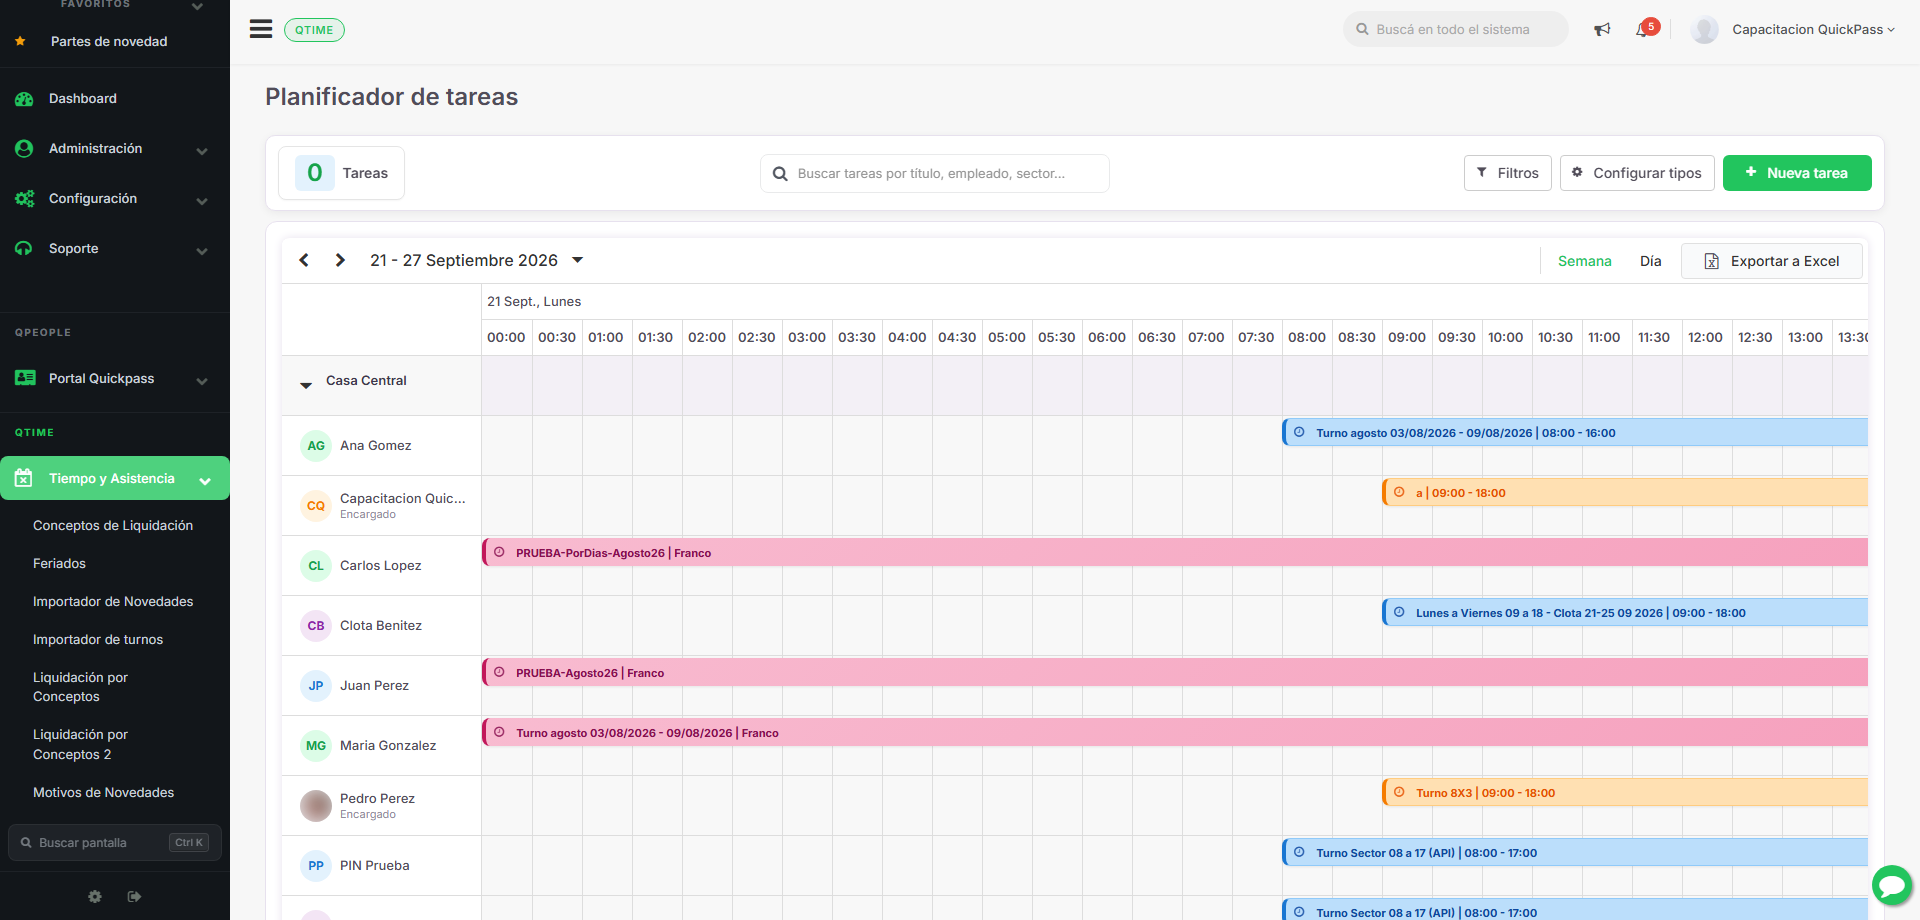 FAVORITOS
Partes de novedad
Dashboard
Administración
Configuración
Soporte
QPEOPLE
Portal Quickpass
QTIME
Tiempo y Asistencia
Conceptos de Liquidación
Feriados
Importador de Novedades
Importador de turnos
Liquidación por
Conceptos
Liquidación por
Conceptos 2
Motivos de Novedades
Buscar pantalla
Ctrl K
QTIME
Buscá en todo el sistema
5
Capacitacion QuickPass
Planificador de tareas
0 Tareas
Buscar tareas por título, empleado, sector...
Filtros
Configurar tipos
Nueva tarea
21 - 27 Septiembre 2026
Semana
Día
Exportar a Excel
21 Sept., Lunes
00:00 00:30 01:00 01:30 02:00 02:30 03:00 03:30 04:00 04:30 05:00 05:30 06:00 06:30 07:00 07:30 08:00 08:30 09:00 09:30 10:00 10:30 11:00 11:30 12:00 12:30 13:00 13:30
Casa Central
AG Ana Gomez
Turno agosto 03/08/2026 - 09/08/2026 | 08:00 - 16:00
CQ Capacitacion Quic...
Encargado
a | 09:00 - 18:00
CL Carlos Lopez
PRUEBA-PorDias-Agosto26 | Franco
CB Clota Benitez
Lunes a Viernes 09 a 18 - Clota 21-25 09 2026 | 09:00 - 18:00
JP Juan Perez
PRUEBA-Agosto26 | Franco
MG Maria Gonzalez
Turno agosto 03/08/2026 - 09/08/2026 | Franco
Pedro Perez
Encargado
Turno 8X3 | 09:00 - 18:00
PP PIN Prueba
Turno Sector 08 a 17 (API) | 08:00 - 17:00
Turno Sector 08 a 17 (API) | 08:00 - 17:00